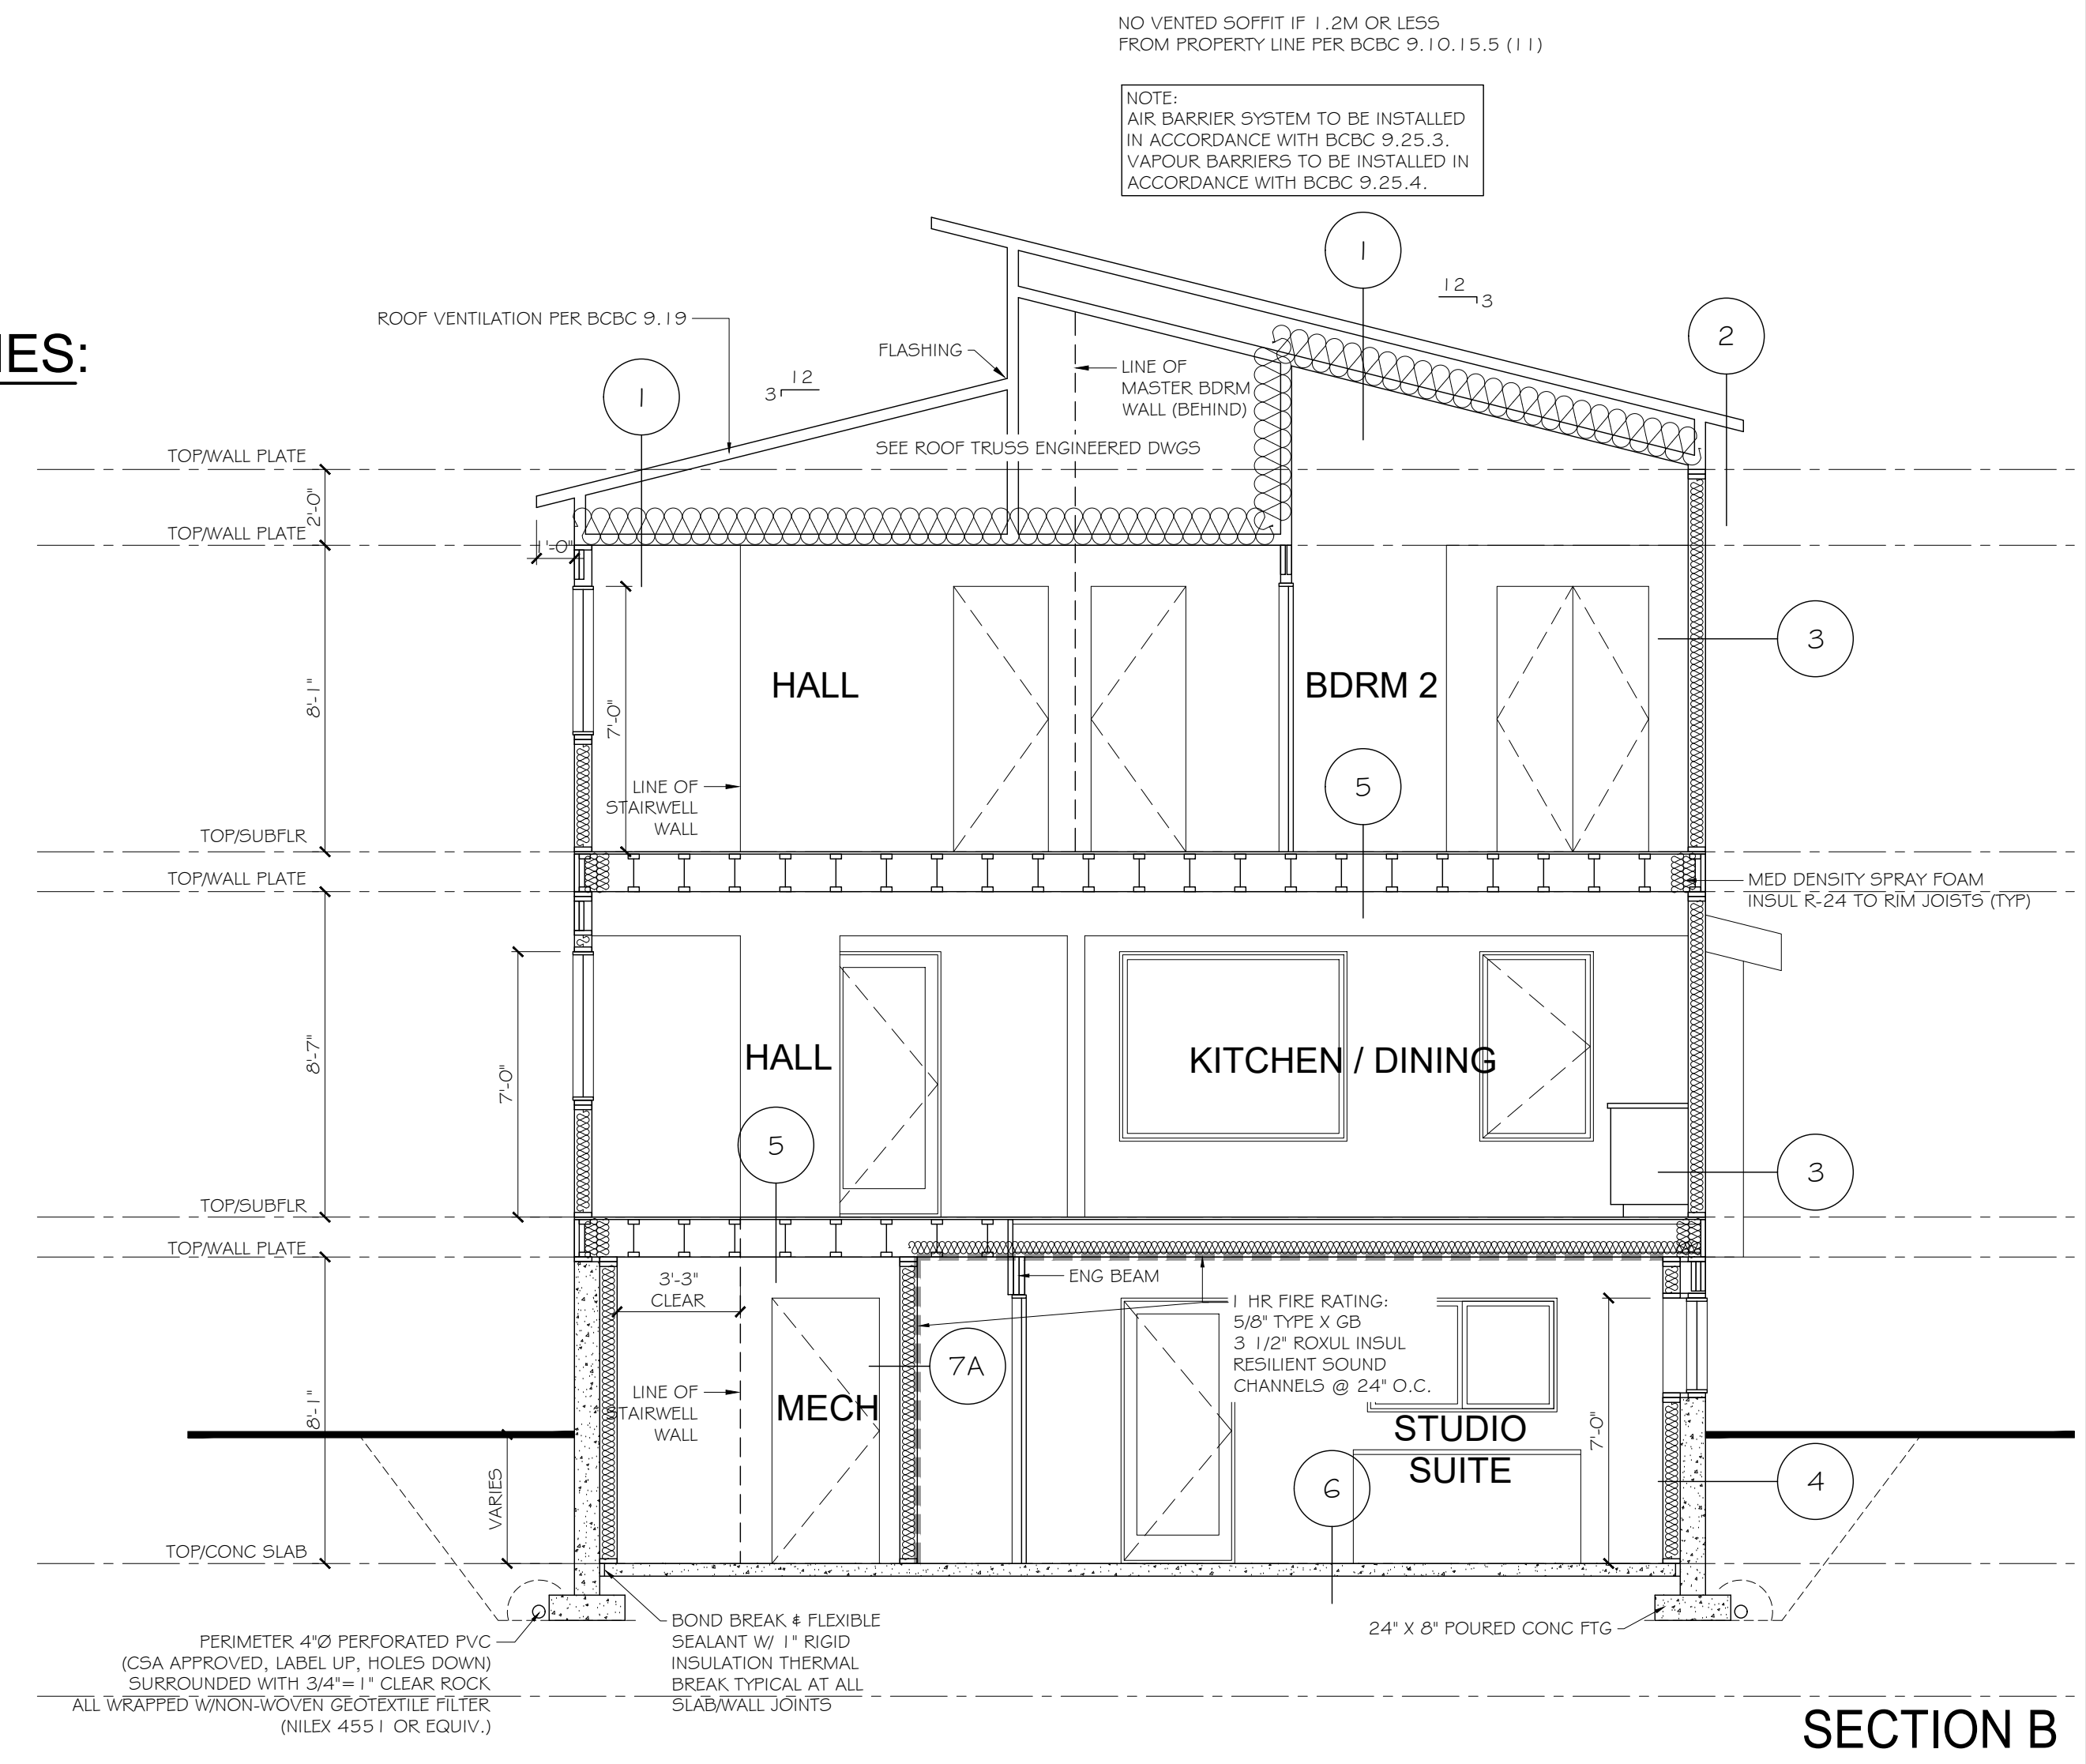 NO VENTED SOFFIT IF 1.2M OR LESS
FROM PROPERTY LINE PER BCBC 9.10.15.5 (11)
NOTE:
AIR BARRIER SYSTEM TO BE INSTALLED
IN ACCORDANCE WITH BCBC 9.25.3.
VAPOUR BARRIERS TO BE INSTALLED IN
ACCORDANCE WITH BCBC 9.25.4.
1
12
3
2
IES:
ROOF VENTILATION PER BCBC 9.19
FLASHING
LINE OF
MASTER BDRM
WALL (BEHIND)
1
12
3
SEE ROOF TRUSS ENGINEERED DWGS
TOP/WALL PLATE
2'-0"
TOP/WALL PLATE
1'-0"
8'-1"
7'-0"
HALL
BDRM 2
3
LINE OF
STAIRWELL
WALL
5
TOP/SUBFLR
TOP/WALL PLATE
MED DENSITY SPRAY FOAM
INSUL R-24 TO RIM JOISTS (TYP)
8'-7"
7'-0"
HALL
KITCHEN / DINING
5
3
TOP/SUBFLR
TOP/WALL PLATE
3'-3"
CLEAR
ENG BEAM
1 HR FIRE RATING:
5/8" TYPE X GB
3 1/2" ROXUL INSUL
RESILIENT SOUND
CHANNELS @ 24" O.C.
7A
8'-1"
LINE OF
STAIRWELL
WALL
MECH
STUDIO
SUITE
7'-0"
6
4
VARIES
TOP/CONC SLAB
PERIMETER 4"Ø PERFORATED PVC
(CSA APPROVED, LABEL UP, HOLES DOWN)
SURROUNDED WITH 3/4"= 1" CLEAR ROCK
ALL WRAPPED W/NON-WOVEN GEOTEXTILE FILTER
(NILEX 4551 OR EQUIV.)
BOND BREAK & FLEXIBLE
SEALANT W/ 1" RIGID
INSULATION THERMAL
BREAK TYPICAL AT ALL
SLAB/WALL JOINTS
24" X 8" POURED CONC FTG
SECTION B